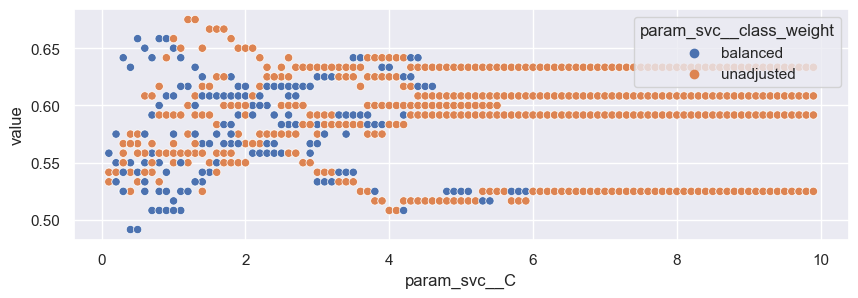 param_svc__class_weight
balanced
unadjusted
0.65
0.60
0.55
0.50
value
0
2
4
6
8
10
param_svc__C